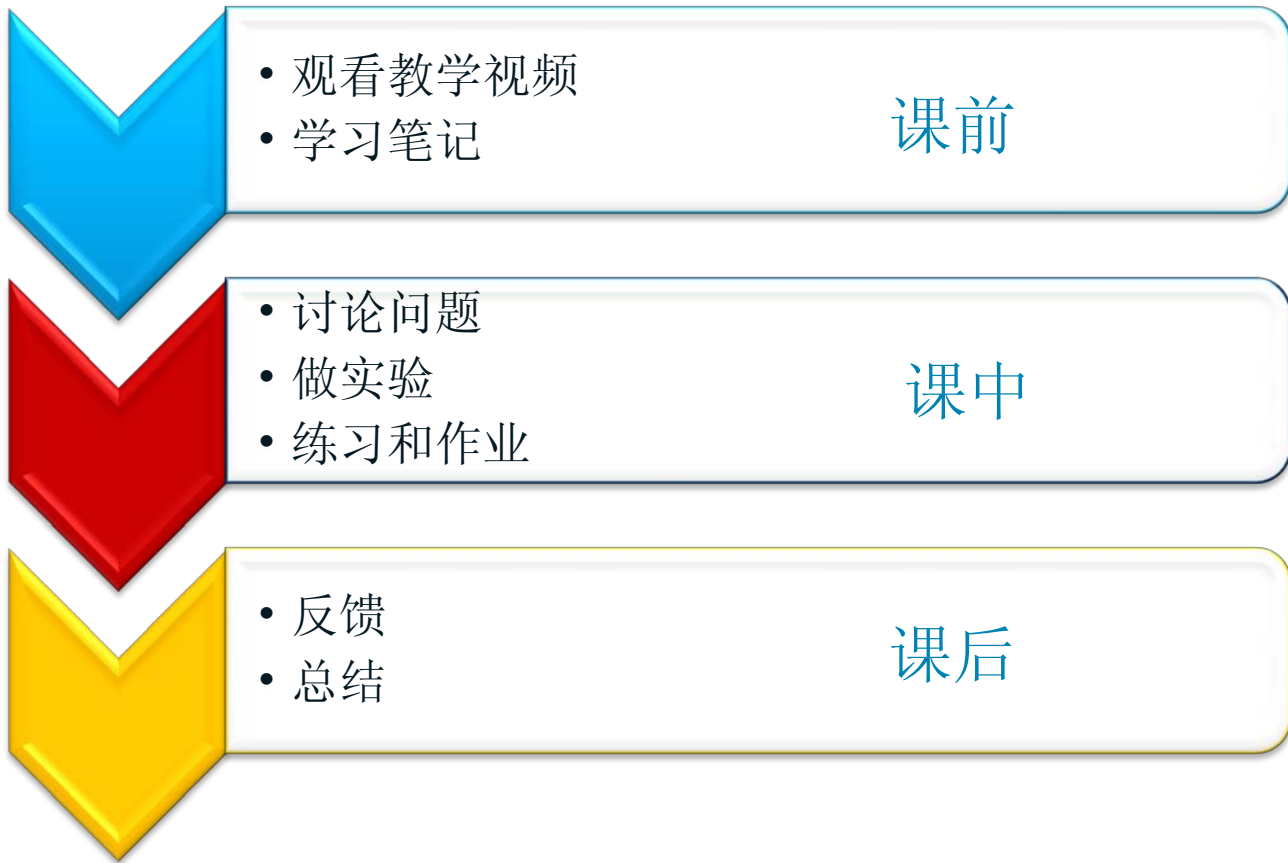 • 观看教学视频
• 学习笔记
课前
• 讨论问题
• 做实验
• 练习和作业
课中
• 反馈
• 总结
课后